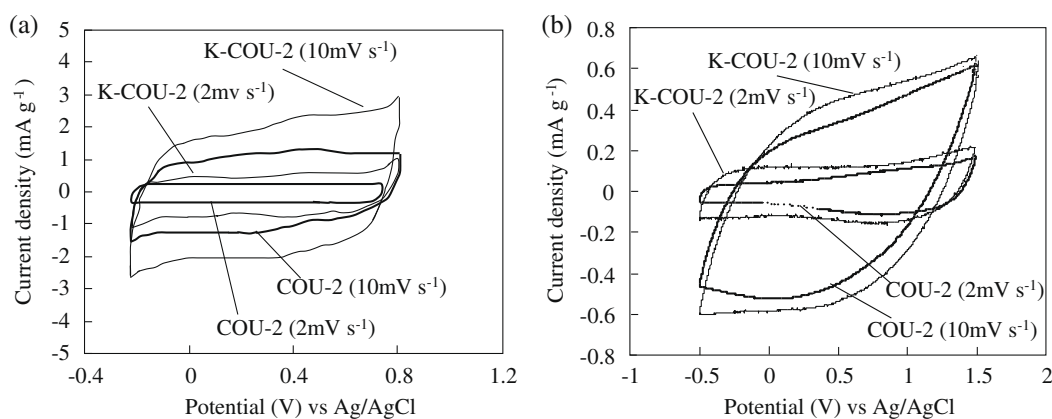 (a)
5
4
3
2
1
0
-1
-2
-3
-4
-5
-0.4
0
0.4
0.8
1.2
Current density (mA g⁻¹)
Potential (V) vs Ag/AgCl
K-COU-2 (10mV s⁻¹)
K-COU-2 (2mv s⁻¹)
COU-2 (10mV s⁻¹)
COU-2 (2mV s⁻¹)
(b)
0.8
0.6
0.4
0.2
0
-0.2
-0.4
-0.6
-0.8
-1
-0.5
0
0.5
1
1.5
2
Current density (mA g⁻¹)
Potential (V) vs Ag/AgCl
K-COU-2 (10mV s⁻¹)
K-COU-2 (2mV s⁻¹)
COU-2 (2mV s⁻¹)
COU-2 (10mV s⁻¹)